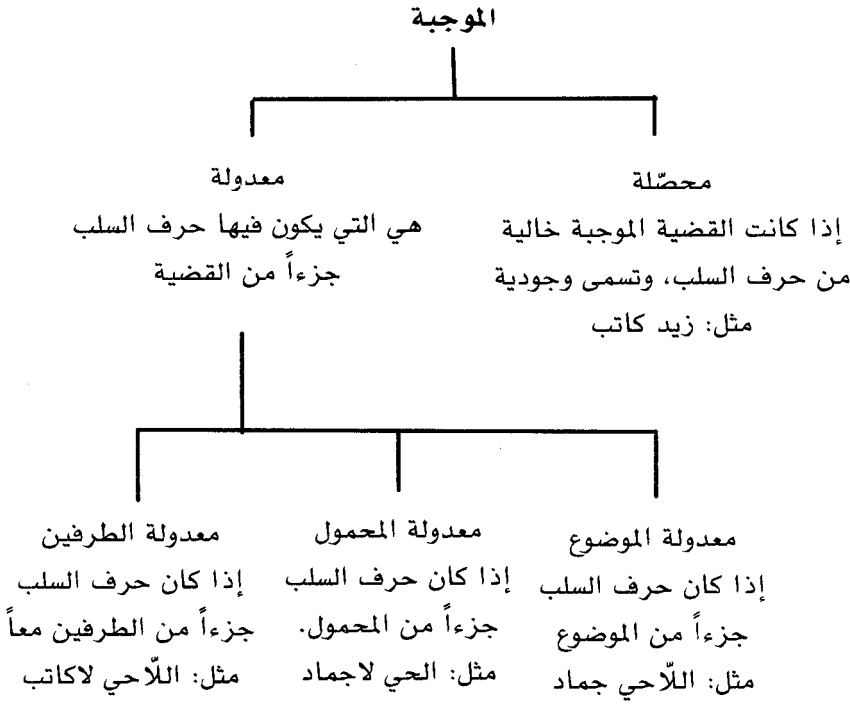 الموجبة
محصّلة
إذا كانت القضية الموجبة خالية
من حرف السلب، وتسمى وجودية
مثل: زيد كاتب
معدولة
هي التي يكون فيها حرف السلب
جزءاً من القضية
معدولة الموضوع
إذا كان حرف السلب
جزءاً من الموضوع
مثل: اللّاحي جماد
معدولة المحمول
إذا كان حرف السلب
جزءاً من المحمول.
مثل: الحي لاجماد
معدولة الطرفين
إذا كان حرف السلب
جزءاً من الطرفين معاً
مثل: اللّاحي لاكاتب